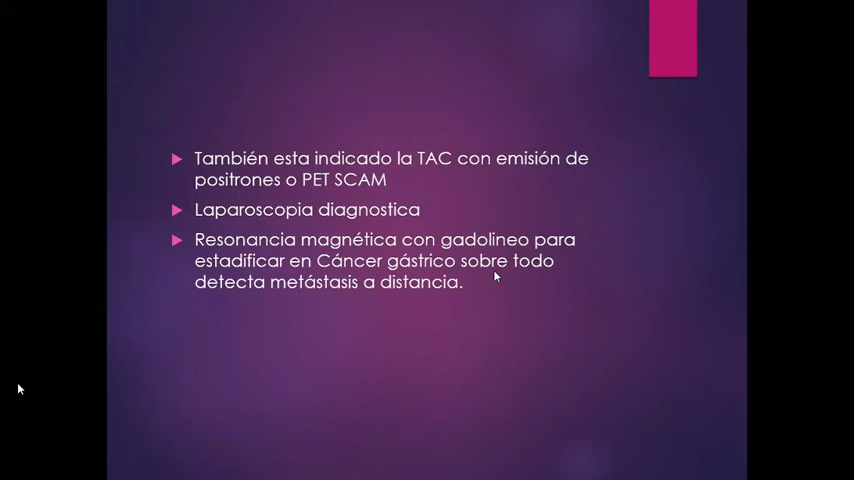 También esta indicado la TAC con emisión de
positrones o PET SCAM
Laparoscopia diagnostica
Resonancia magnética con gadolineo para
estadificar en Cáncer gástrico sobre todo
detecta metástasis a distancia.